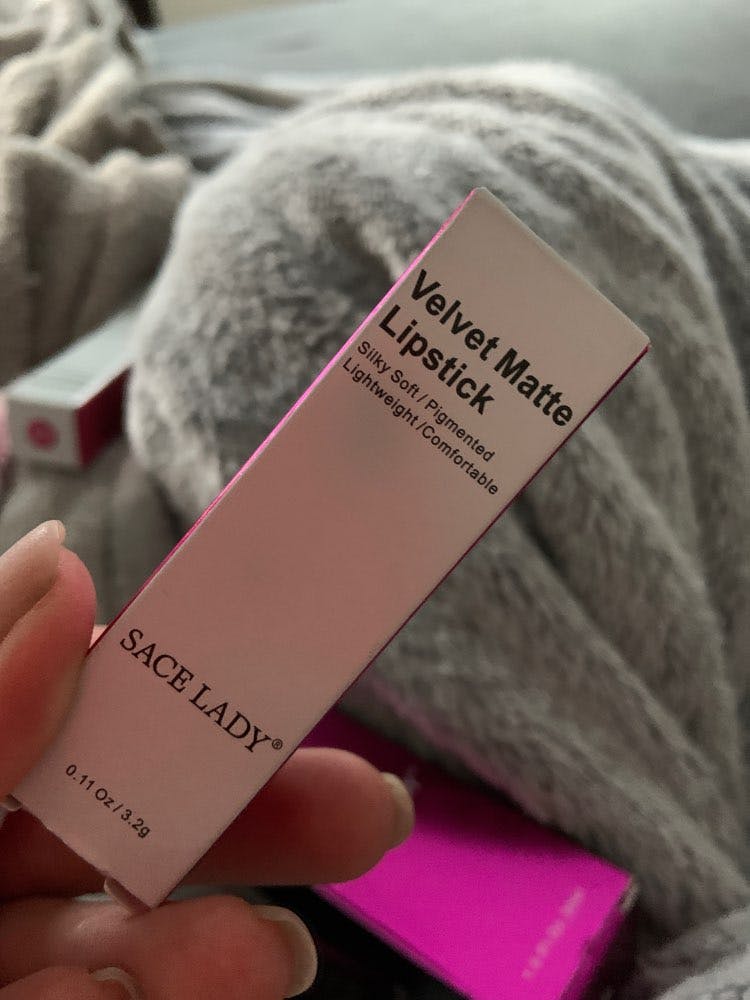 Velvet Matte
Lipstick
Silky Soft / Pigmented
Lightweight /Comfortable
SACE LADY®
0.11 Oz / 3.2g